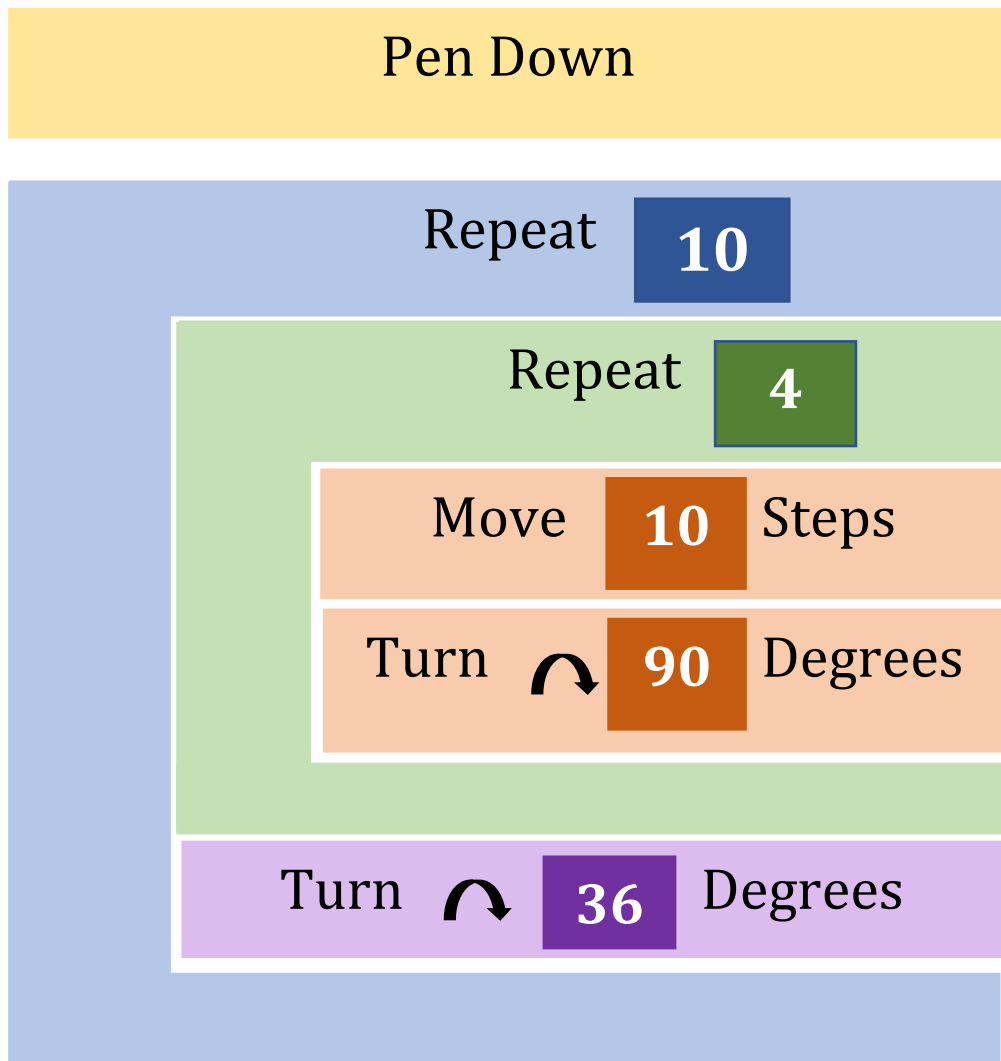 Pen Down
Repeat 10
Repeat 4
Move 10 Steps
Turn 90 Degrees
Turn 36 Degrees